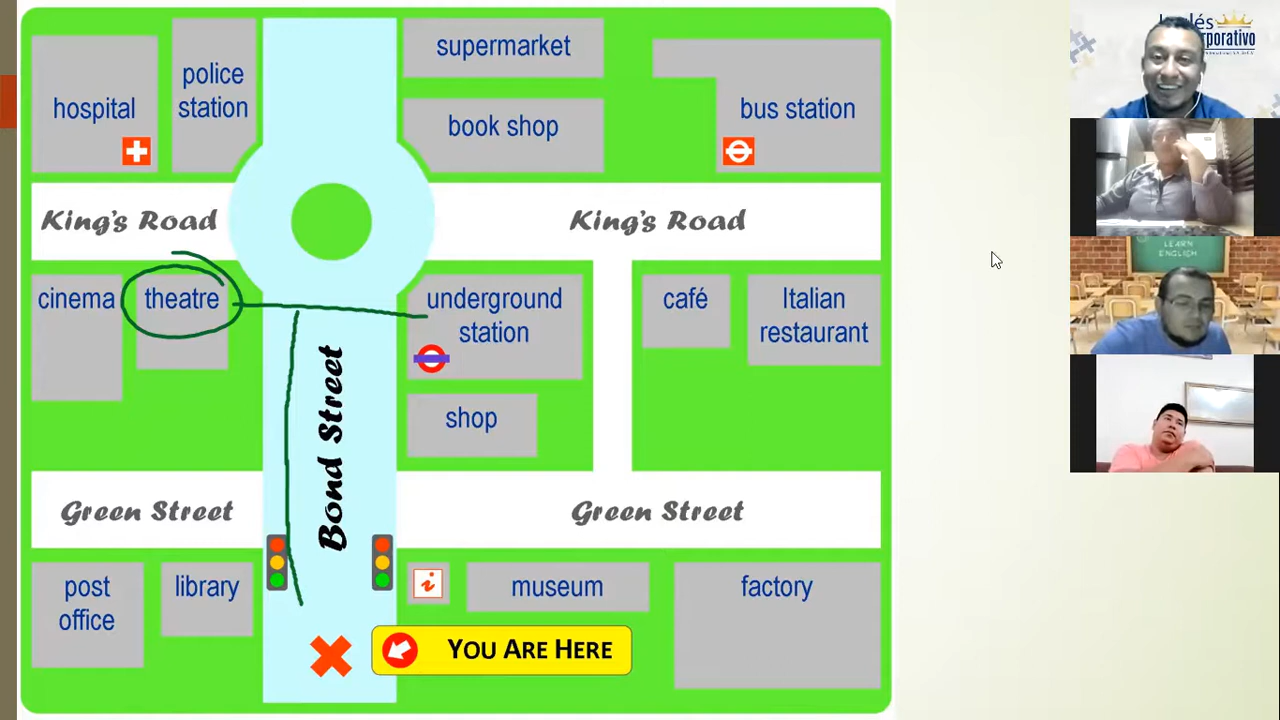 hospital
police
station
supermarket
book shop
bus station
King's Road
King's Road
cinema
theatre
underground
station
café
Italian
restaurant
shop
Bond Street
Green Street
Green Street
post
office
library
i
museum
factory
YOU ARE HERE
LEARN
ENGLISH